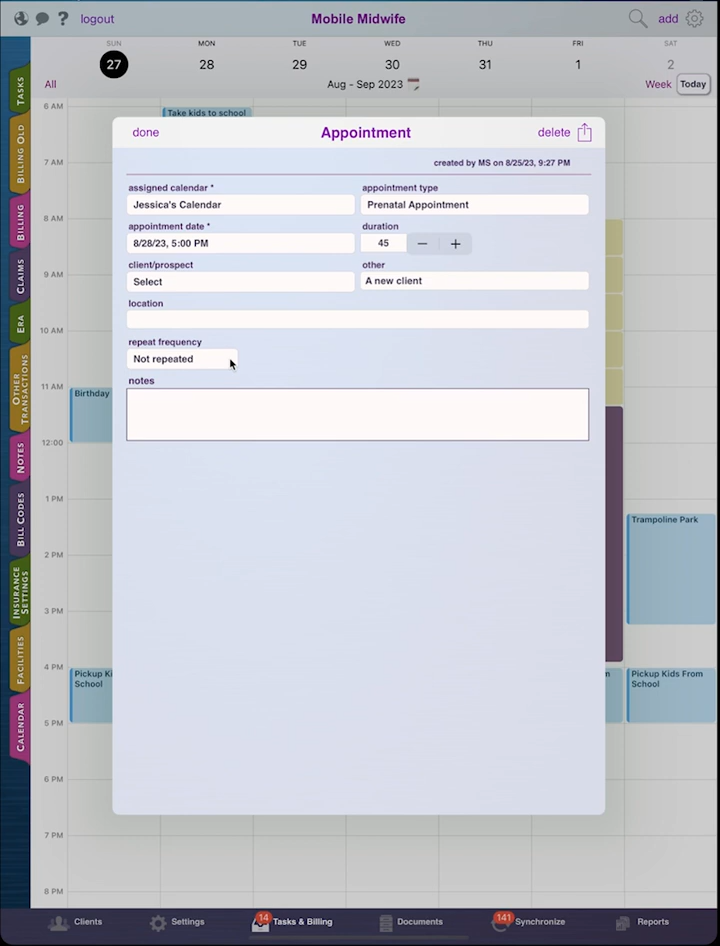 logout
Mobile Midwife
add
SUN MON TUE WED THU FRI SAT
27 28 29 30 31 1 2
All
Aug - Sep 2023
Week
Today
6 AM
Take kids to school
done
Appointment
delete
created by MS on 8/25/23, 9:27 PM
assigned calendar *
appointment type
Jessica's Calendar
Prenatal Appointment
appointment date *
duration
8/28/23, 5:00 PM
45 − +
client/prospect
other
Select
A new client
location
repeat frequency
Not repeated
notes
7 AM
8 AM
9 AM
10 AM
11 AM
Birthday
12:00
1 PM
Trampoline Park
2 PM
3 PM
4 PM
Pickup Ki
School
Pickup Kids From
School
5 PM
6 PM
7 PM
8 PM
TASKS
BILLING OLD
BILLING
CLAIMS
ERA
OTHER
TRANSACTIONS
NOTES
BILL CODES
INSURANCE
SETTINGS
FACILITIES
CALENDAR
Clients
Settings
14
Tasks & Billing
Documents
141
Synchronize
Reports